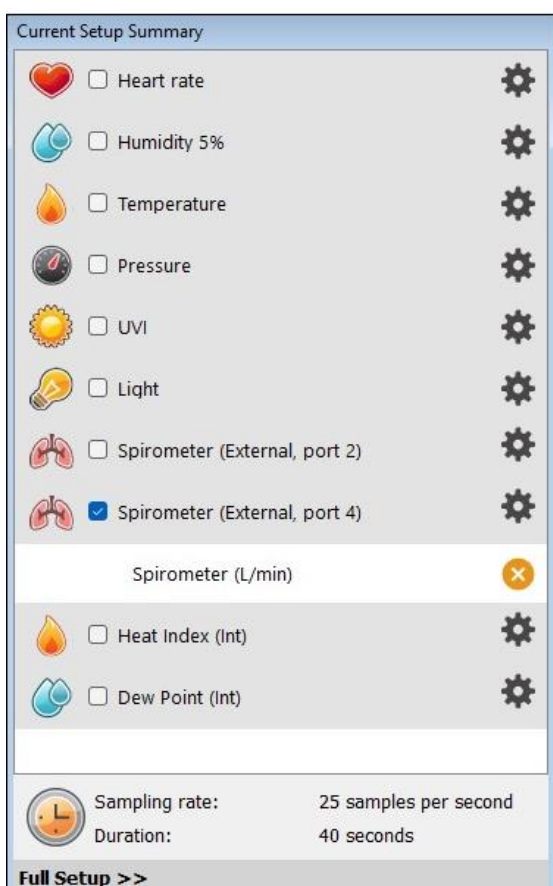 Current Setup Summary
Heart rate
Humidity 5%
Temperature
Pressure
UVI
Light
Spirometer (External, port 2)
Spirometer (External, port 4)
Spirometer (L/min)
Heat Index (Int)
Dew Point (Int)
Sampling rate: 25 samples per second
Duration: 40 seconds
Full Setup >>